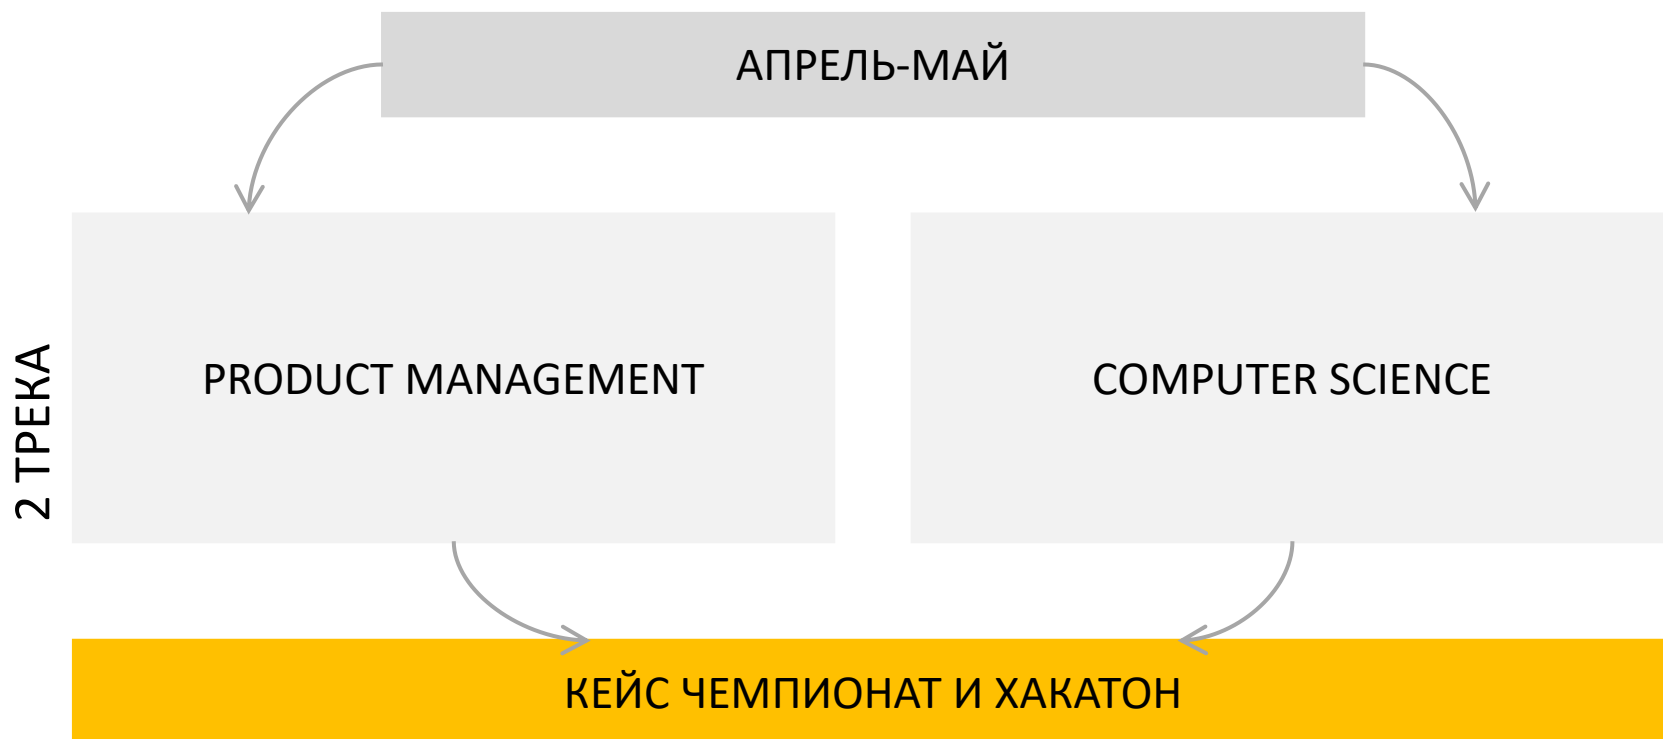 АПРЕЛЬ-МАЙ
2 ТРЕКА
PRODUCT MANAGEMENT
COMPUTER SCIENCE
КЕЙС ЧЕМПИОНАТ И ХАКАТОН